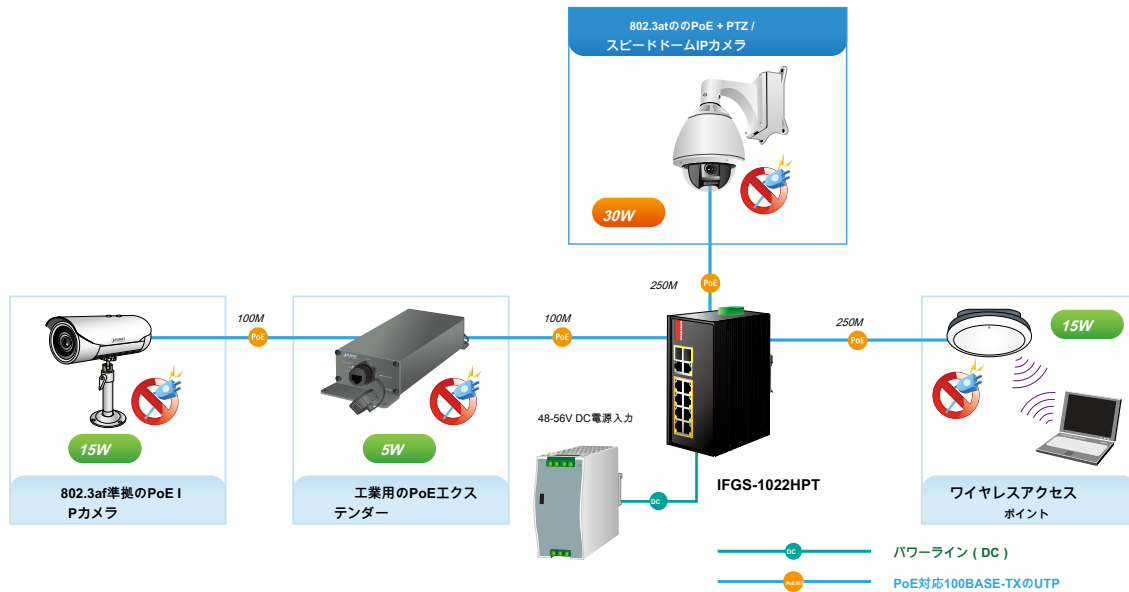 802.3atののPoE + PTZ /
スピードドームIPカメラ
30W
250M
PoE
100M
PoE
100M
PoE
250M
PoE
15W
15W
5W
48-56V DC電源入力
DC
IFGS-1022HPT
802.3af準拠のPoE I
Pカメラ
工業用のPoEエクス
テンダー
ワイヤレスアクセス
ポイント
DC
パワーライン ( DC )
PoE対応100BASE-TXのUTP